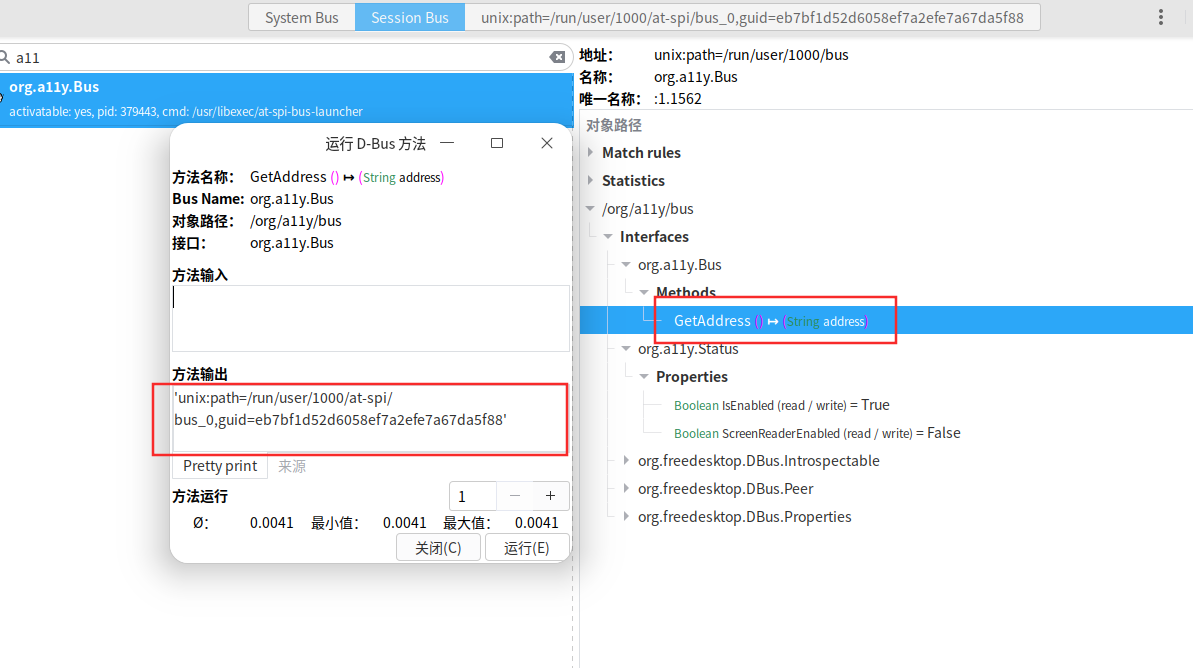 System Bus
Session Bus
unix:path=/run/user/1000/at-spi/bus_0,guid=eb7bf1d52d6058ef7a2efe7a67da5f88
a11
org.a11y.Bus
activatable: yes, pid: 379443, cmd: /usr/libexec/at-spi-bus-launcher
运行 D-Bus 方法
方法名称： GetAddress () ↦ (String address)
Bus Name: org.a11y.Bus
对象路径： /org/a11y/bus
接口： org.a11y.Bus
方法输入
方法输出
'unix:path=/run/user/1000/at-spi/
bus_0,guid=eb7bf1d52d6058ef7a2efe7a67da5f88'
Pretty print 来源
方法运行 1 − +
Ø： 0.0041 最小值： 0.0041 最大值： 0.0041
关闭(C) 运行(E)
地址： unix:path=/run/user/1000/bus
名称： org.a11y.Bus
唯一名称： :1.1562
对象路径
Match rules
Statistics
/org/a11y/bus
Interfaces
org.a11y.Bus
Methods
GetAddress () ↦ (String address)
org.a11y.Status
Properties
Boolean IsEnabled (read / write) = True
Boolean ScreenReaderEnabled (read / write) = False
org.freedesktop.DBus.Introspectable
org.freedesktop.DBus.Peer
org.freedesktop.DBus.Properties